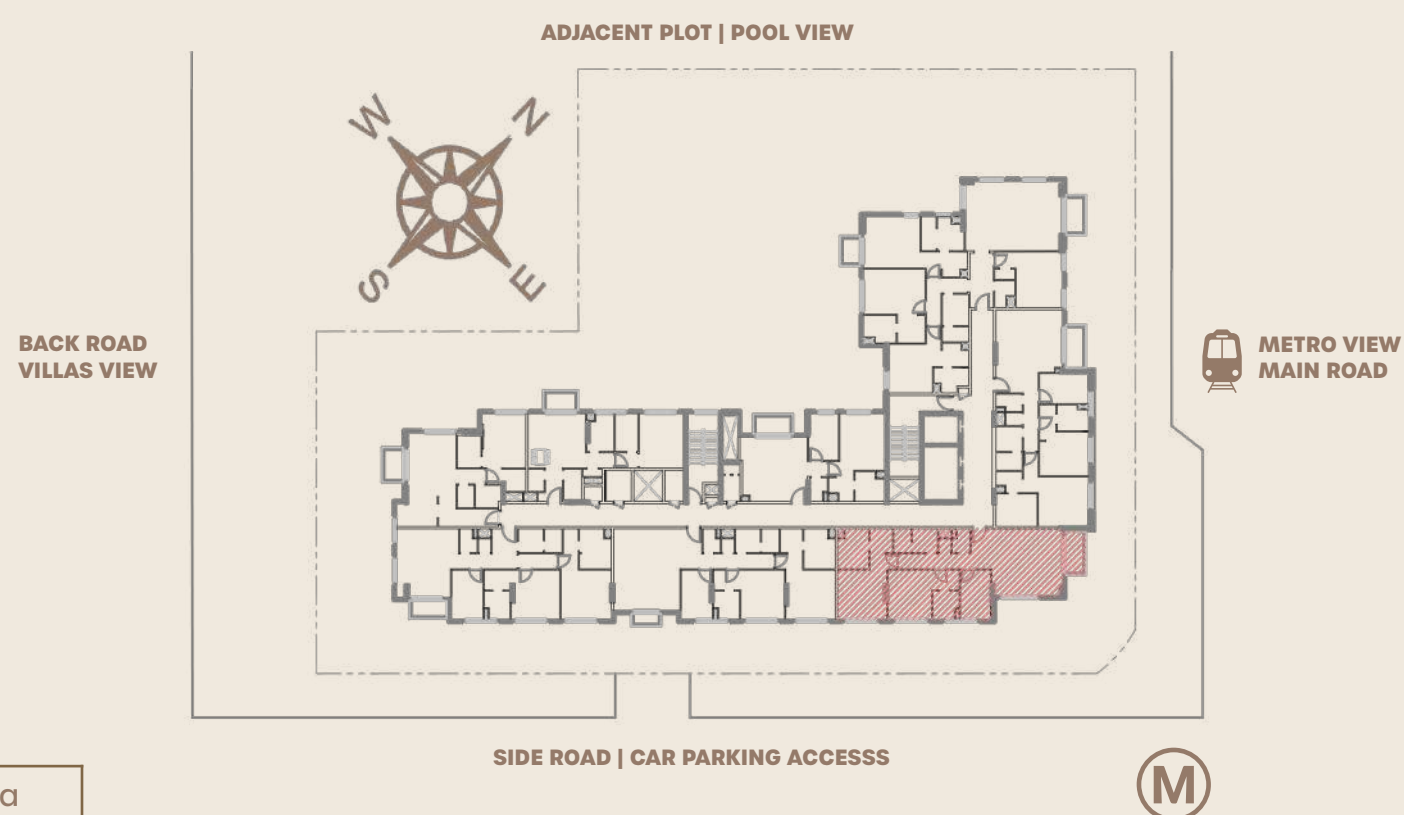 ADJACENT PLOT | POOL VIEW
W
N
S
E
BACK ROAD
VILLAS VIEW
METRO VIEW
MAIN ROAD
SIDE ROAD | CAR PARKING ACCESSS
a
M